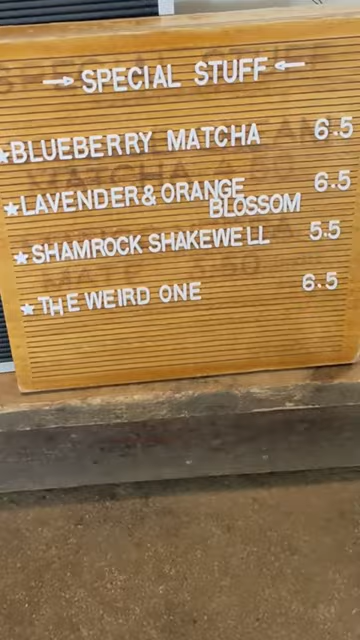 → SPECIAL STUFF ←
★BLUEBERRY MATCHA 6.5
★LAVENDER & ORANGE 6.5
BLOSSOM
★SHAMROCK SHAKEWELL 5.5
★THE WEIRD ONE 6.5